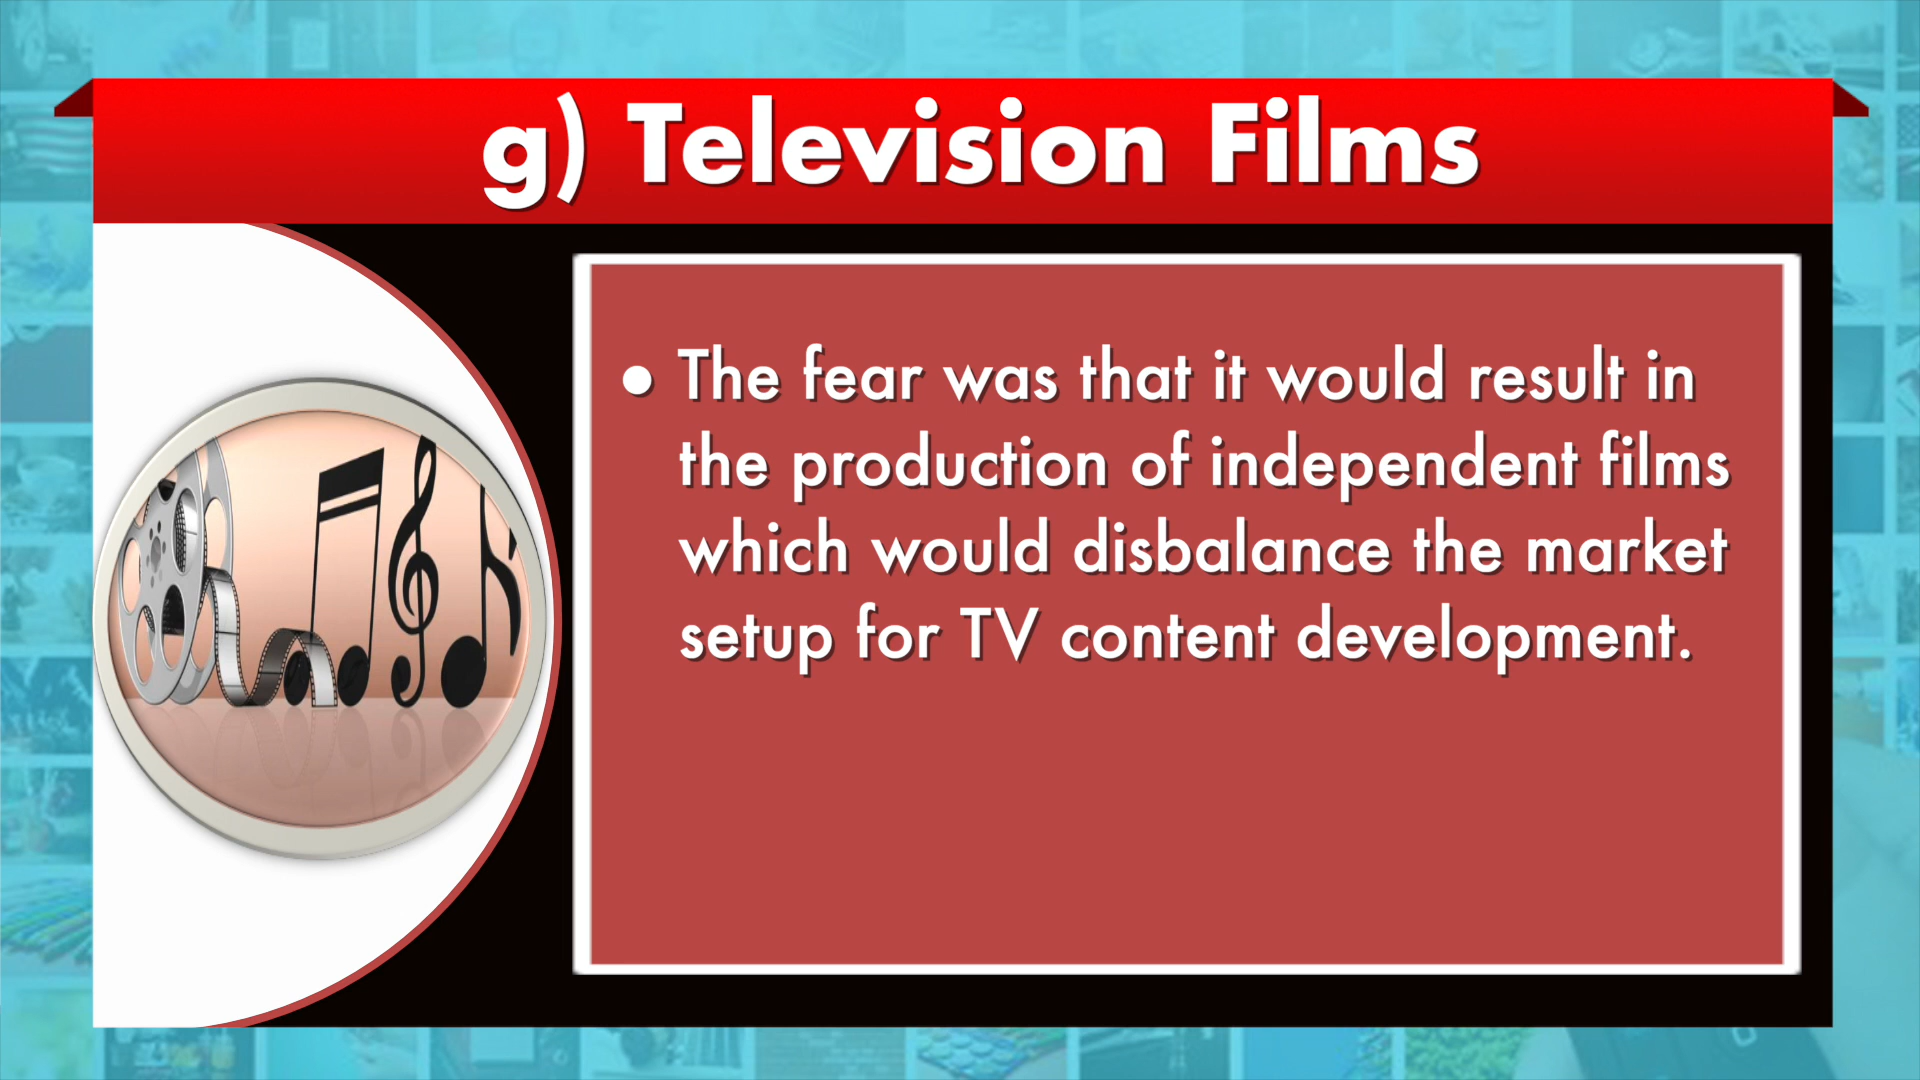 g) Television Films
• The fear was that it would result in
the production of independent films
which would disbalance the market
setup for TV content development.